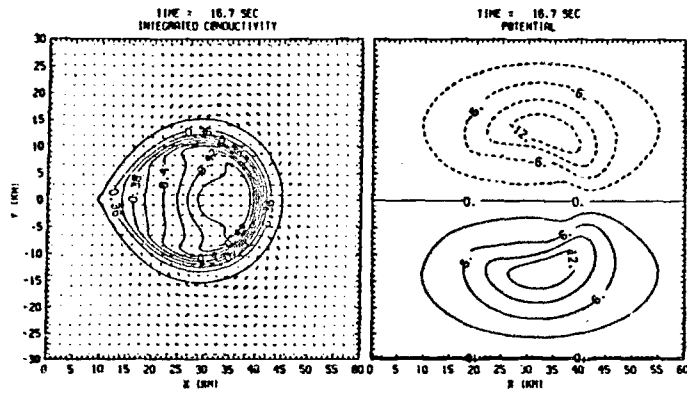 TIME = 16.7 SEC
INTEGRATED CONDUCTIVITY
30
25
20
15
10
5
0
-5
-10
-15
-20
-25
-30
Y (KM)
0 5 10 15 20 25 30 35 40 45 50 55 60
X (KM)
0.36
0.38
TIME = 16.7 SEC
POTENTIAL
-6.
-12.
-6.
0. 0.
6.
12.
6.
0 5 10 15 20 25 30 35 40 45 50 55 60
X (KM)